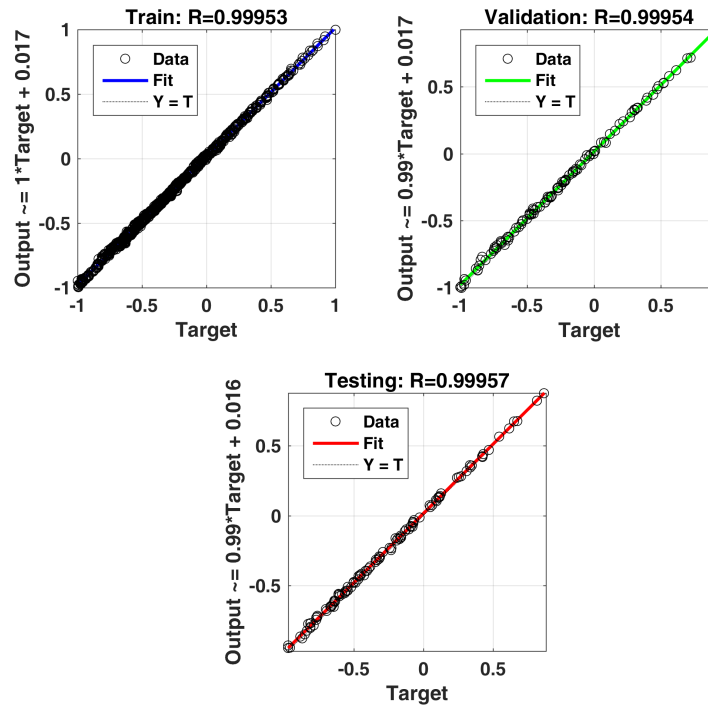 Train: R=0.99953
Output ~= 1*Target + 0.017
1
0.5
0
-0.5
-1
Data
Fit
Y = T
-1
-0.5
0
0.5
1
Target
Validation: R=0.99954
Output ~= 0.99*Target + 0.017
0.5
0
-0.5
-1
Data
Fit
Y = T
-1
-0.5
0
0.5
Target
Testing: R=0.99957
Output ~= 0.99*Target + 0.016
0.5
0
-0.5
Data
Fit
Y = T
-0.5
0
0.5
Target